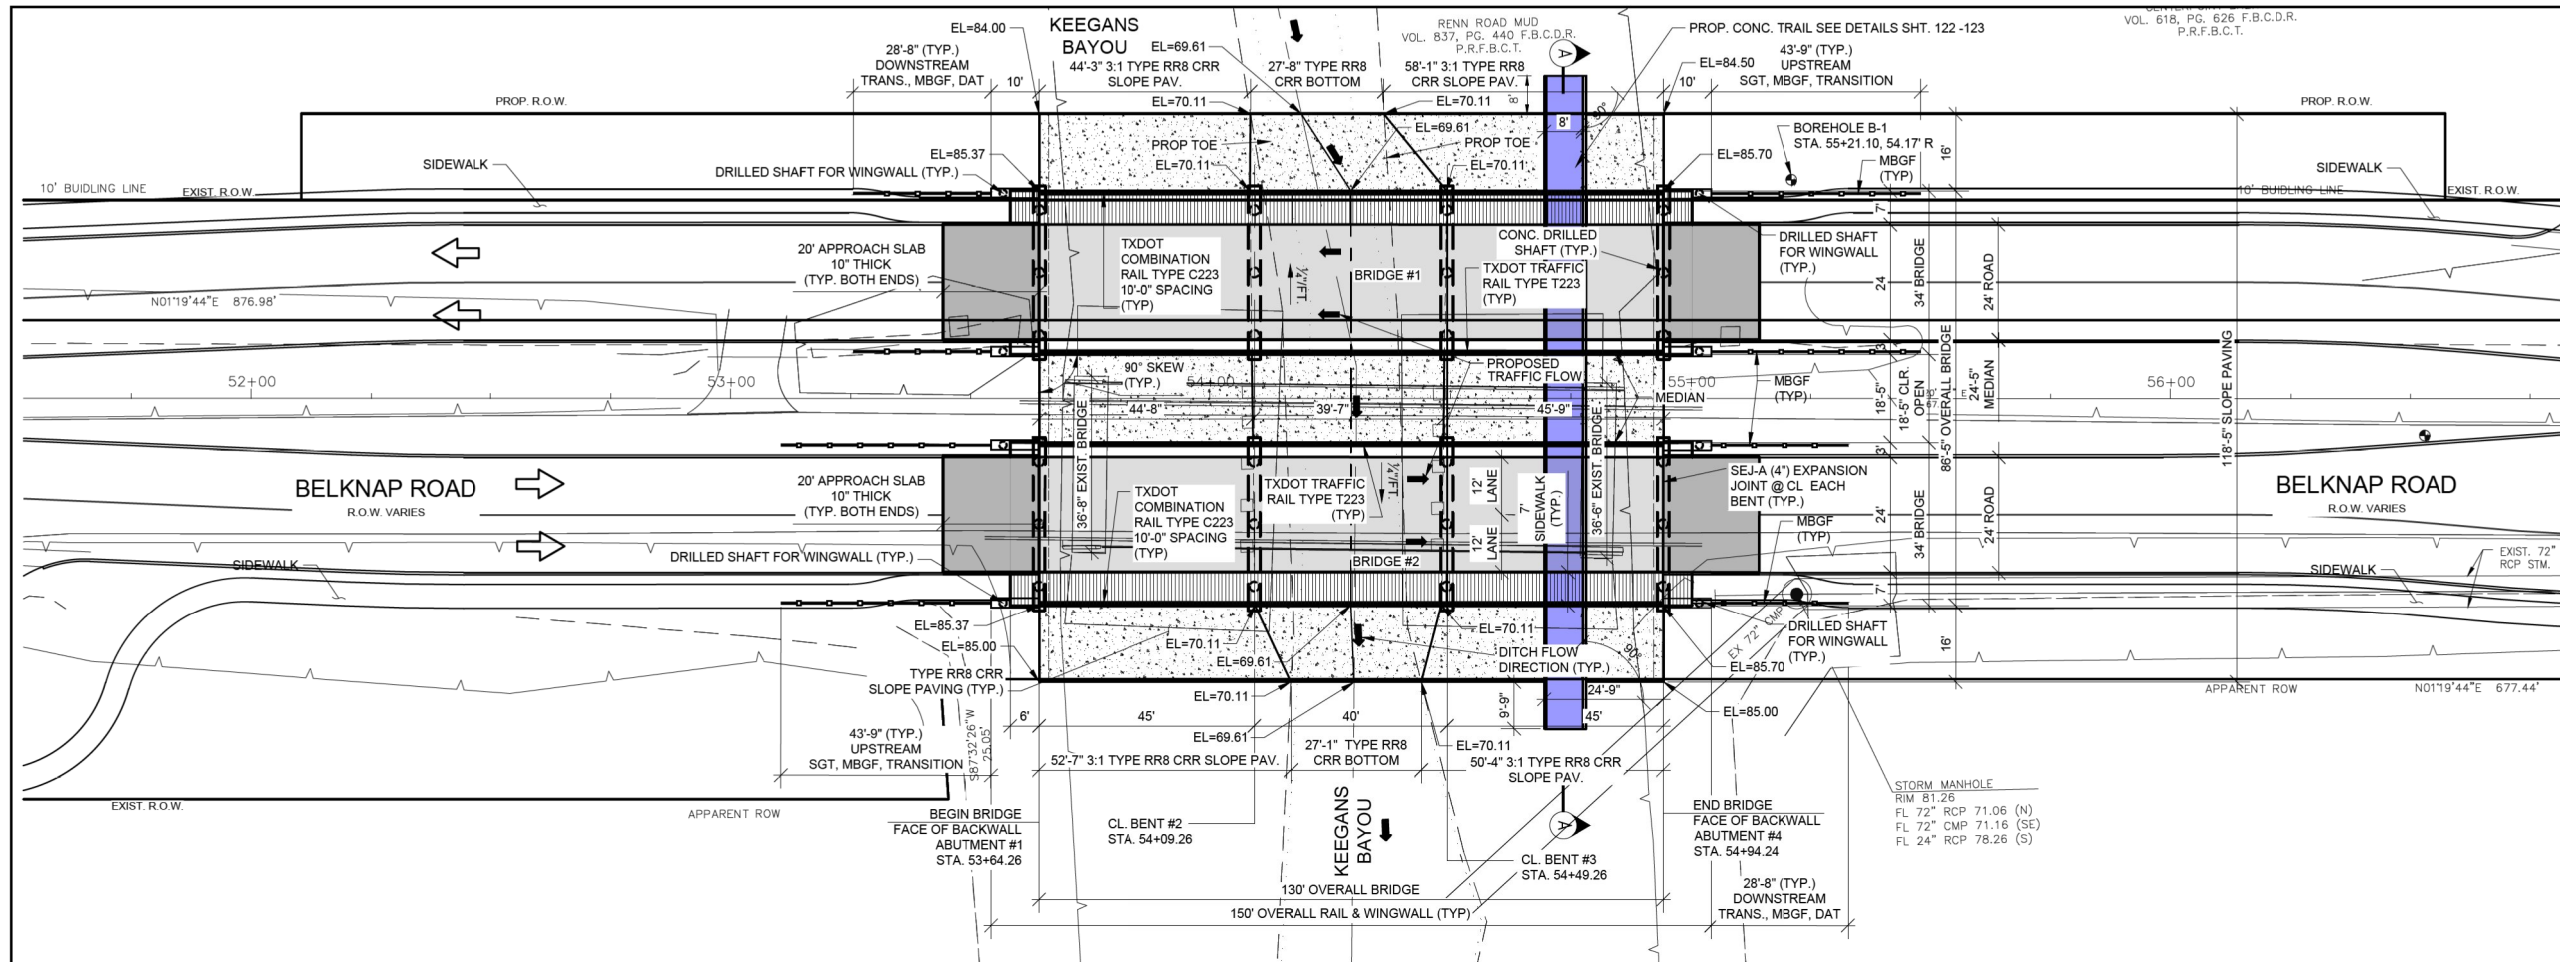 VOL. 618, PG. 626 F.B.C.D.R.
P.R.F.B.C.T.
EL=84.00
KEEGANS
BAYOU
EL=69.61
RENN ROAD MUD
VOL. 837, PG. 440 F.B.C.D.R.
P.R.F.B.C.T.
A
PROP. CONC. TRAIL SEE DETAILS SHT. 122 -123
28'-8" (TYP.)
DOWNSTREAM
TRANS., MBGF, DAT
10'
44'-3" 3:1 TYPE RR8 CRR
SLOPE PAV.
27'-8" TYPE RR8
CRR BOTTOM
58'-1" 3:1 TYPE RR8
CRR SLOPE PAV.
8'
EL=84.50
10'
43'-9" (TYP.)
UPSTREAM
SGT, MBGF, TRANSITION
PROP. R.O.W.
EL=70.11
EL=70.11
90°
PROP. R.O.W.
8'
EL=69.61
BOREHOLE B-1
STA. 55+21.10, 54.17' R
PROP TOE
PROP TOE
EL=85.37
EL=70.11
EL=70.11
EL=85.70
MBGF
(TYP)
16'
SIDEWALK
DRILLED SHAFT FOR WINGWALL (TYP.)
SIDEWALK
10' BUIDLING LINE
EXIST. R.O.W.
10' BUIDLING LINE
EXIST. R.O.W.
7'
20' APPROACH SLAB
10" THICK
(TYP. BOTH ENDS)
TXDOT
COMBINATION
RAIL TYPE C223
10'-0" SPACING
(TYP)
1/4"/FT.
BRIDGE #1
CONC. DRILLED
SHAFT (TYP.)
TXDOT TRAFFIC
RAIL TYPE T223
(TYP)
DRILLED SHAFT
FOR WINGWALL
(TYP.)
24
34' BRIDGE
24' ROAD
N01°19'44"E 876.98'
3'
86'-5" OVERALL BRIDGE
118'-5" SLOPE PAVING
52+00
53+00
90° SKEW
(TYP.)
54+00
PROPOSED
TRAFFIC FLOW
55+00
56+00
MEDIAN
MBGF
(TYP)
18'-5" CLR.
OPEN
24'-5"
MEDIAN
44'-8"
39'-7"
45'-9"
36'-8" EXIST. BRIDGE
36'-6" EXIST. BRIDGE
3'
BELKNAP ROAD
R.O.W. VARIES
20' APPROACH SLAB
10" THICK
(TYP. BOTH ENDS)
TXDOT
COMBINATION
RAIL TYPE C223
10'-0" SPACING
(TYP)
TXDOT TRAFFIC
RAIL TYPE T223
(TYP)
1/4"/FT.
12'
LANE
12'
LANE
7'
SIDEWALK
(TYP.)
SEJ-A (4") EXPANSION
JOINT @ CL EACH
BENT (TYP.)
MBGF
(TYP)
24'
34' BRIDGE
24' ROAD
BELKNAP ROAD
R.O.W. VARIES
EXIST. 72"
RCP STM.
SIDEWALK
DRILLED SHAFT FOR WINGWALL (TYP.)
BRIDGE #2
SIDEWALK
7'
EX 72" CMP
EL=85.37
EL=85.00
EL=70.11
EL=69.61
EL=70.11
DITCH FLOW
DIRECTION (TYP.)
90°
EL=85.70
DRILLED SHAFT
FOR WINGWALL
(TYP.)
16'
TYPE RR8 CRR
SLOPE PAVING (TYP.)
EL=70.11
24'-9"
9'-9"
EL=85.00
APPARENT ROW
N01°19'44"E 677.44'
6'
45'
40'
45'
43'-9" (TYP.)
UPSTREAM
SGT, MBGF, TRANSITION
S87°32'26"W
25.05'
EL=69.61
EL=70.11
52'-7" 3:1 TYPE RR8 CRR SLOPE PAV.
27'-1" TYPE RR8
CRR BOTTOM
50'-4" 3:1 TYPE RR8 CRR
SLOPE PAV.
STORM MANHOLE
RIM 81.26
FL 72" RCP 71.06 (N)
FL 72" CMP 71.16 (SE)
FL 24" RCP 78.26 (S)
EXIST. R.O.W.
APPARENT ROW
BEGIN BRIDGE
FACE OF BACKWALL
ABUTMENT #1
STA. 53+64.26
CL. BENT #2
STA. 54+09.26
KEEGANS
BAYOU
A
CL. BENT #3
STA. 54+49.26
END BRIDGE
FACE OF BACKWALL
ABUTMENT #4
STA. 54+94.24
130' OVERALL BRIDGE
150' OVERALL RAIL & WINGWALL (TYP)
28'-8" (TYP.)
DOWNSTREAM
TRANS., MBGF, DAT